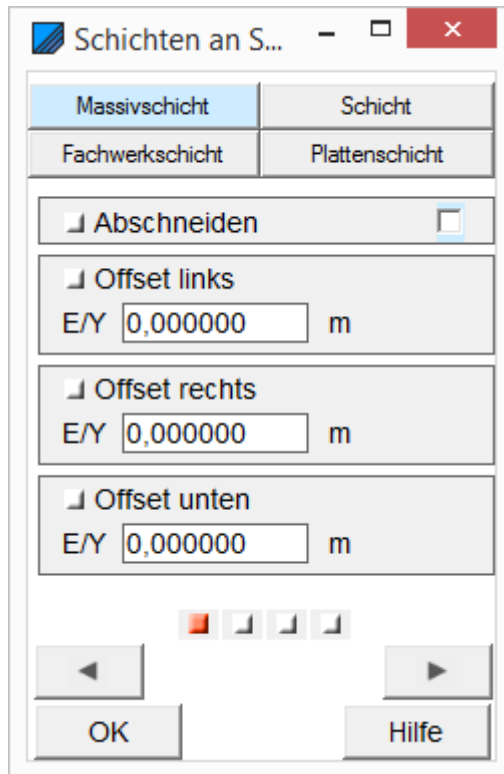 Schichten an S...
Massivschicht Schicht
Fachwerkschicht Plattenschicht
Abschneiden
Offset links
E/Y 0,000000 m
Offset rechts
E/Y 0,000000 m
Offset unten
E/Y 0,000000 m
OK Hilfe